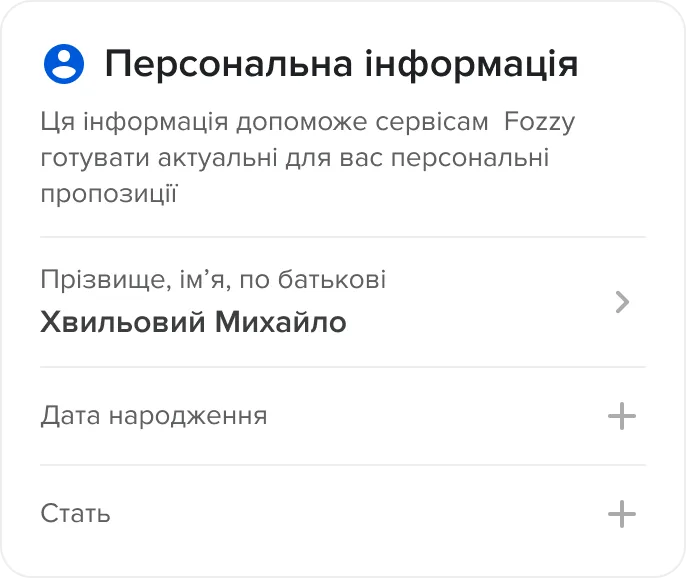 Персональна інформація
Ця інформація допоможе сервісам Fozzy
готувати актуальні для вас персональні
пропозиції
Прізвище, ім’я, по батькові
Хвильовий Михайло
Дата народження
Стать